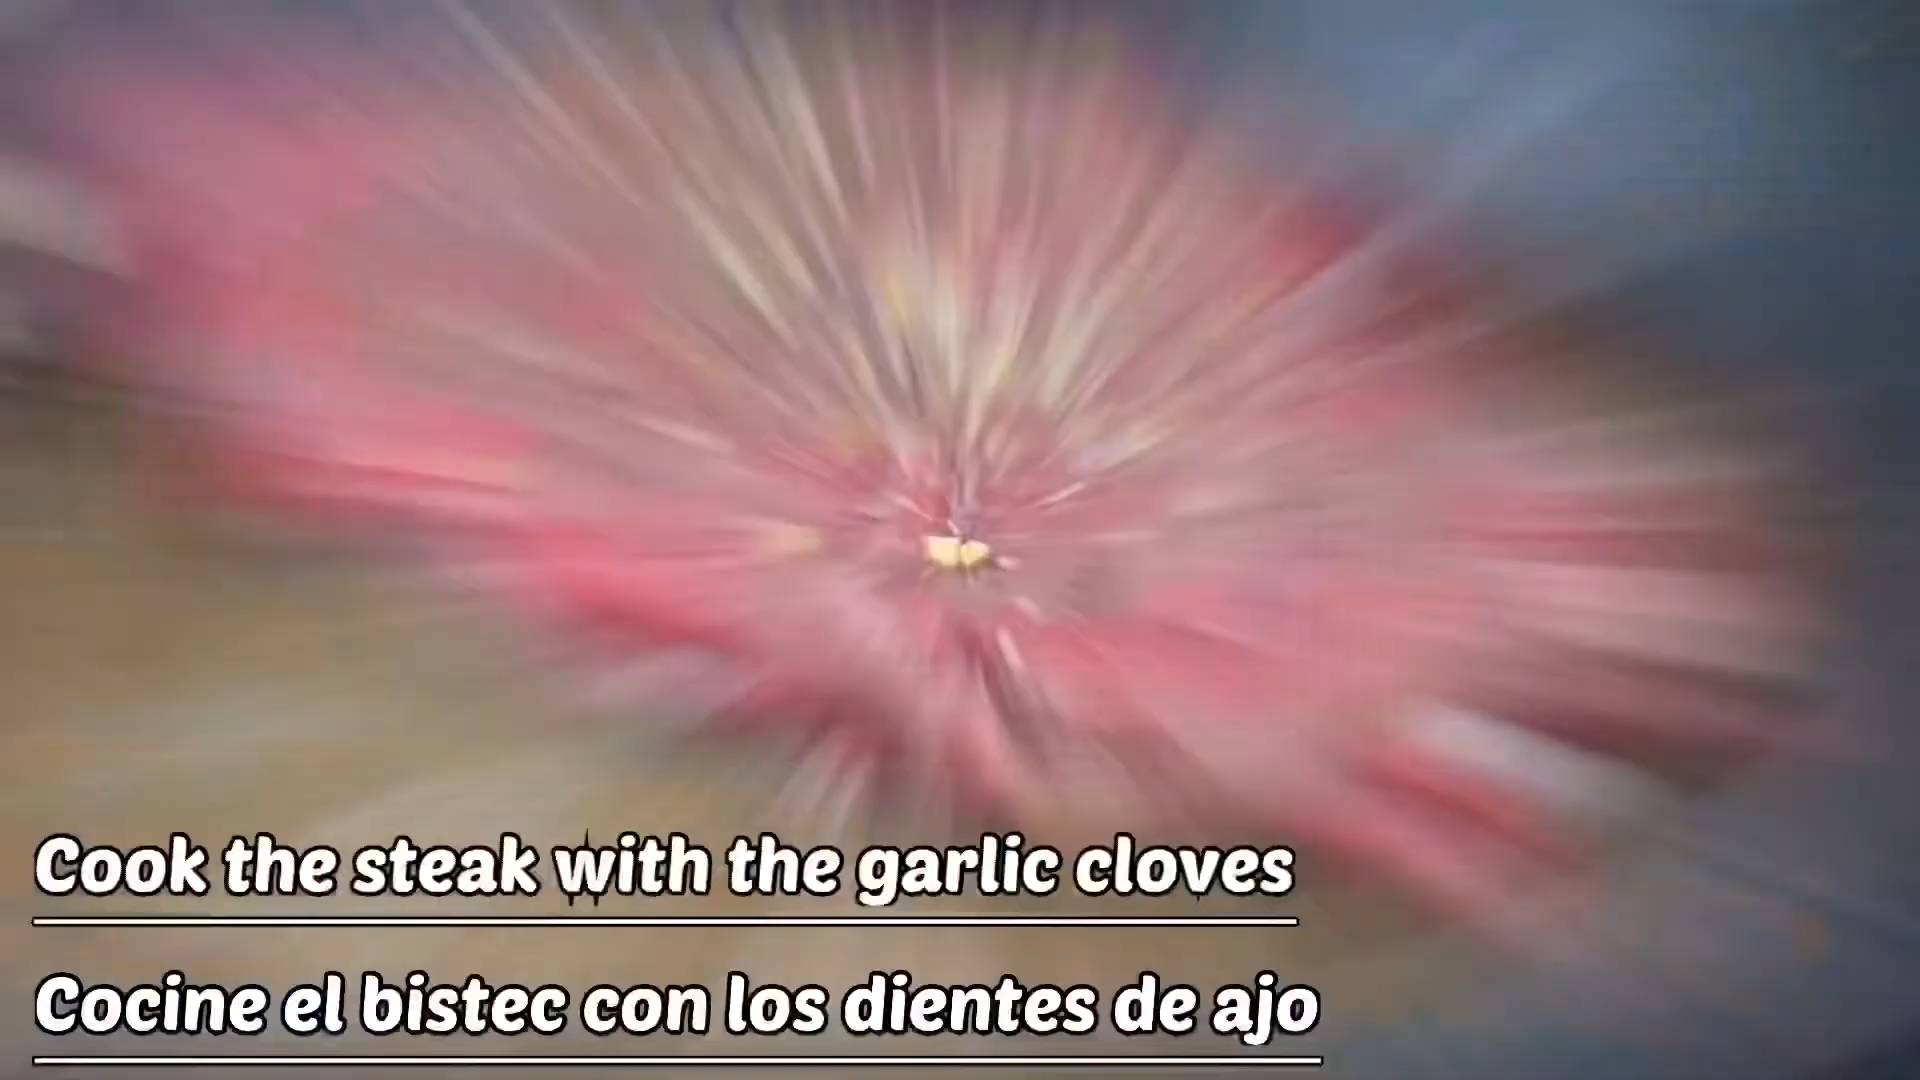 Cook the steak with the garlic cloves
Cocine el bistec con los dientes de ajo